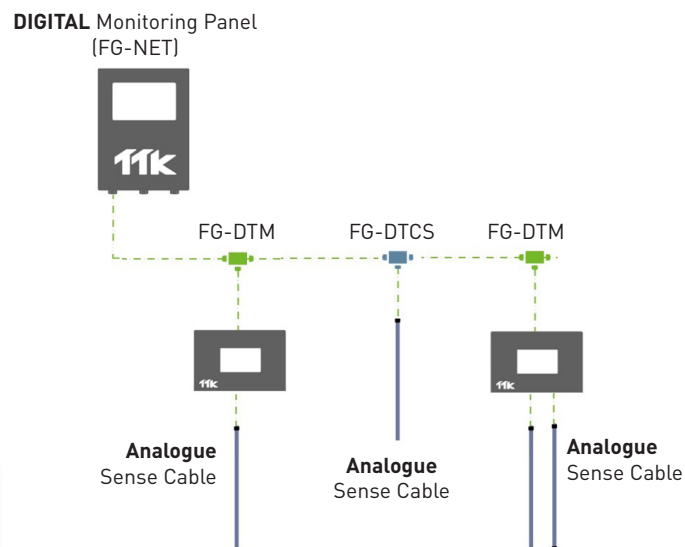 DIGITAL Monitoring Panel
(FG-NET)
TTK
FG-DTM
FG-DTCS
FG-DTM
TTK
TTK
Analogue
Sense Cable
Analogue
Sense Cable
Analogue
Sense Cable